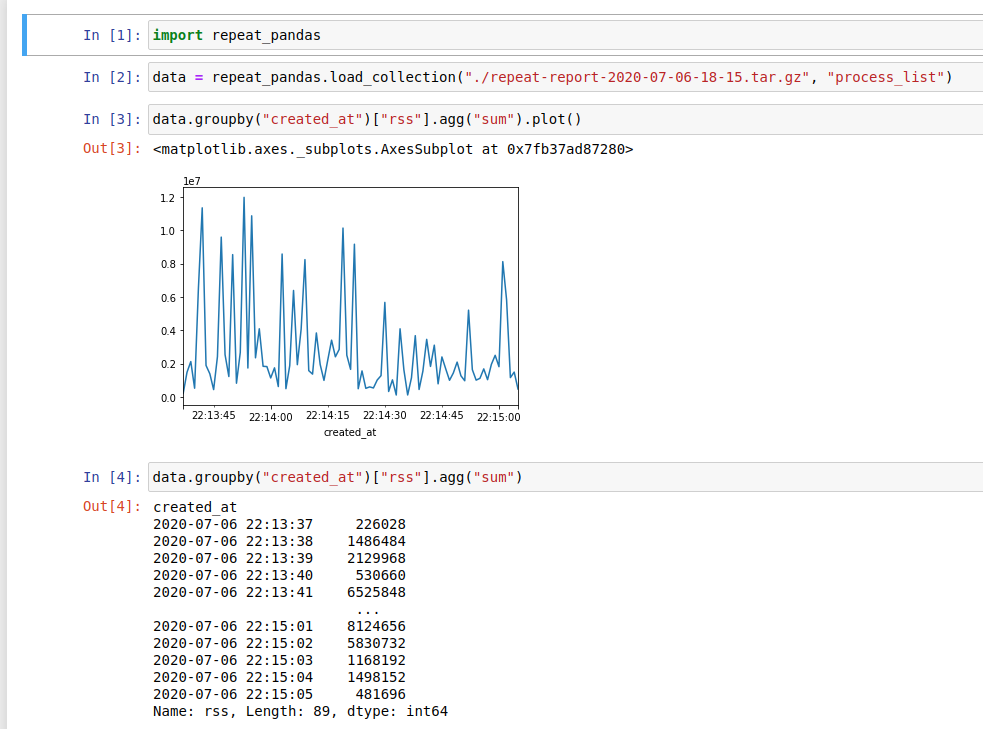 In [1]: import repeat_pandas
In [2]: data = repeat_pandas.load_collection("./repeat-report-2020-07-06-18-15.tar.gz", "process_list")
In [3]: data.groupby("created_at")["rss"].agg("sum").plot()
Out[3]: <matplotlib.axes._subplots.AxesSubplot at 0x7fb37ad87280>
1e7
1.2
1.0
0.8
0.6
0.4
0.2
0.0
22:13:45 22:14:00 22:14:15 22:14:30 22:14:45 22:15:00
created_at
In [4]: data.groupby("created_at")["rss"].agg("sum")
Out[4]: created_at
2020-07-06 22:13:37     226028
2020-07-06 22:13:38    1486484
2020-07-06 22:13:39    2129968
2020-07-06 22:13:40     530660
2020-07-06 22:13:41    6525848
...
2020-07-06 22:15:01    8124656
2020-07-06 22:15:02    5830732
2020-07-06 22:15:03    1168192
2020-07-06 22:15:04    1498152
2020-07-06 22:15:05     481696
Name: rss, Length: 89, dtype: int64